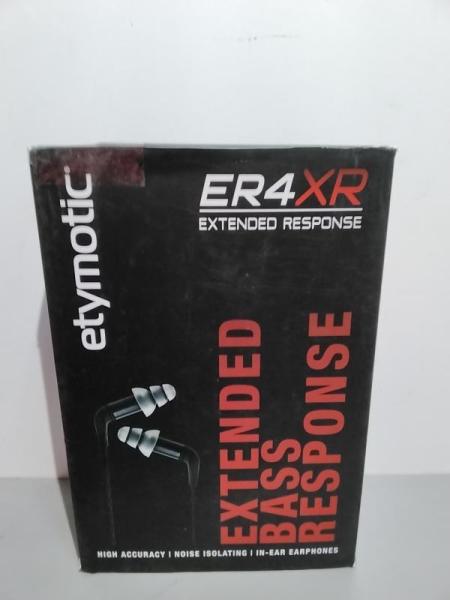 etymotic
ER4XR
EXTENDED RESPONSE
EXTENDED
BASS
RESPONSE
HIGH ACCURACY | NOISE ISOLATING | IN-EAR EARPHONES